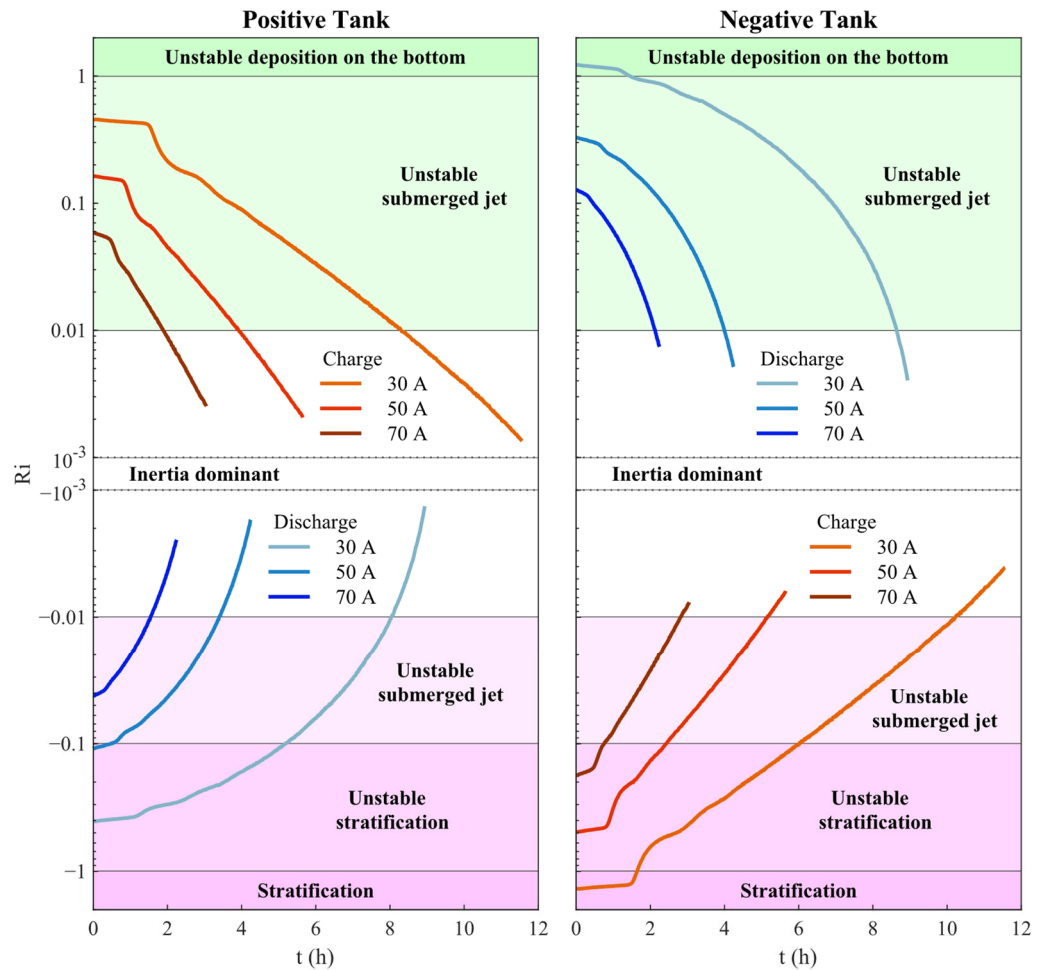 Positive Tank
Unstable deposition on the bottom
1
Unstable
submerged jet
0.1
0.01
Charge
30 A
50 A
70 A
10⁻³
Ri
Inertia dominant
−10⁻³
Discharge
30 A
50 A
70 A
−0.01
Unstable
submerged jet
−0.1
Unstable
stratification
−1
Stratification
0 2 4 6 8 10 12
t (h)
Negative Tank
Unstable deposition on the bottom
Unstable
submerged jet
Discharge
30 A
50 A
70 A
Inertia dominant
Charge
30 A
50 A
70 A
Unstable
submerged jet
Unstable
stratification
Stratification
0 2 4 6 8 10 12
t (h)